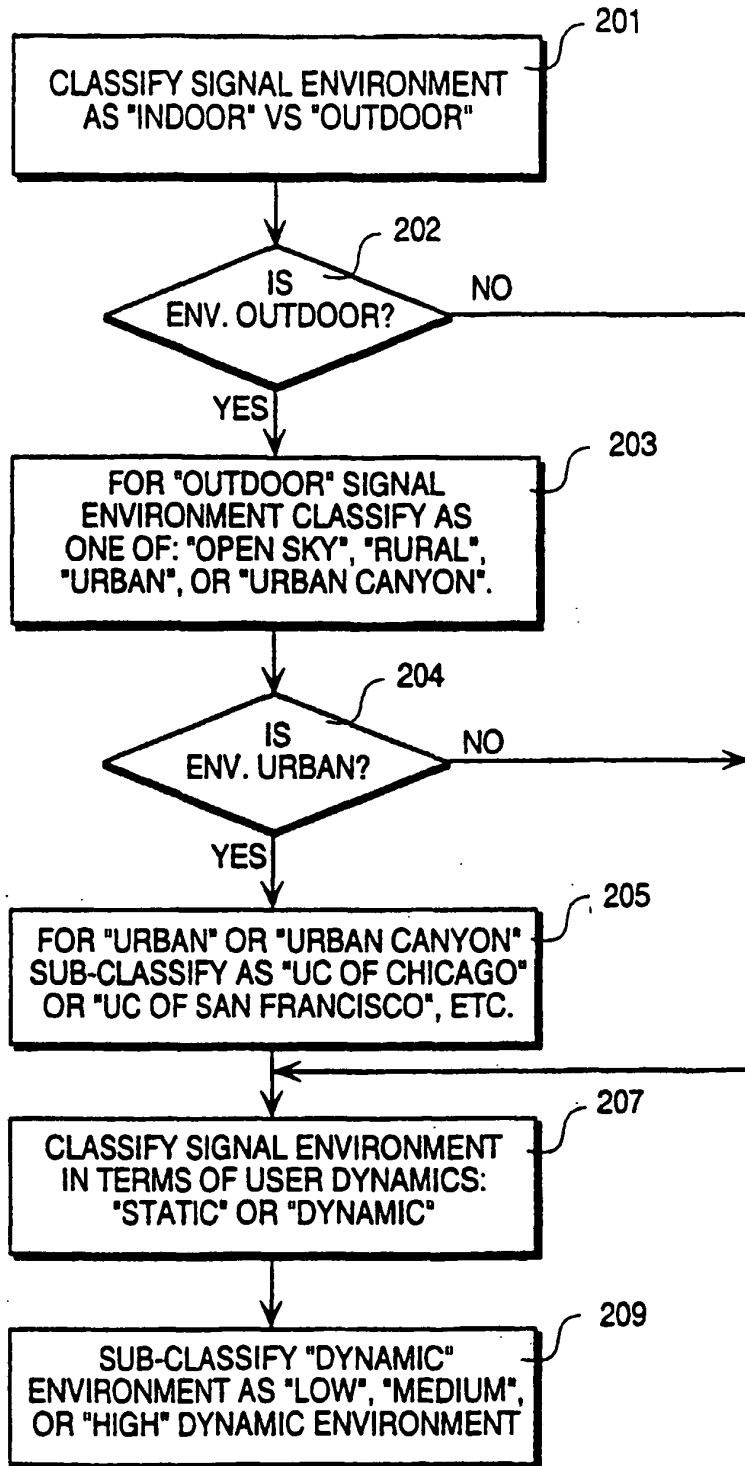 201
CLASSIFY SIGNAL ENVIRONMENT
AS "INDOOR" VS "OUTDOOR"
202
IS
ENV. OUTDOOR?
NO
YES
203
FOR "OUTDOOR" SIGNAL
ENVIRONMENT CLASSIFY AS
ONE OF: "OPEN SKY", "RURAL",
"URBAN", OR "URBAN CANYON".
204
IS
ENV. URBAN?
NO
YES
205
FOR "URBAN" OR "URBAN CANYON"
SUB-CLASSIFY AS "UC OF CHICAGO"
OR "UC OF SAN FRANCISCO", ETC.
207
CLASSIFY SIGNAL ENVIRONMENT
IN TERMS OF USER DYNAMICS:
"STATIC" OR "DYNAMIC"
209
SUB-CLASSIFY "DYNAMIC"
ENVIRONMENT AS "LOW", "MEDIUM",
OR "HIGH" DYNAMIC ENVIRONMENT